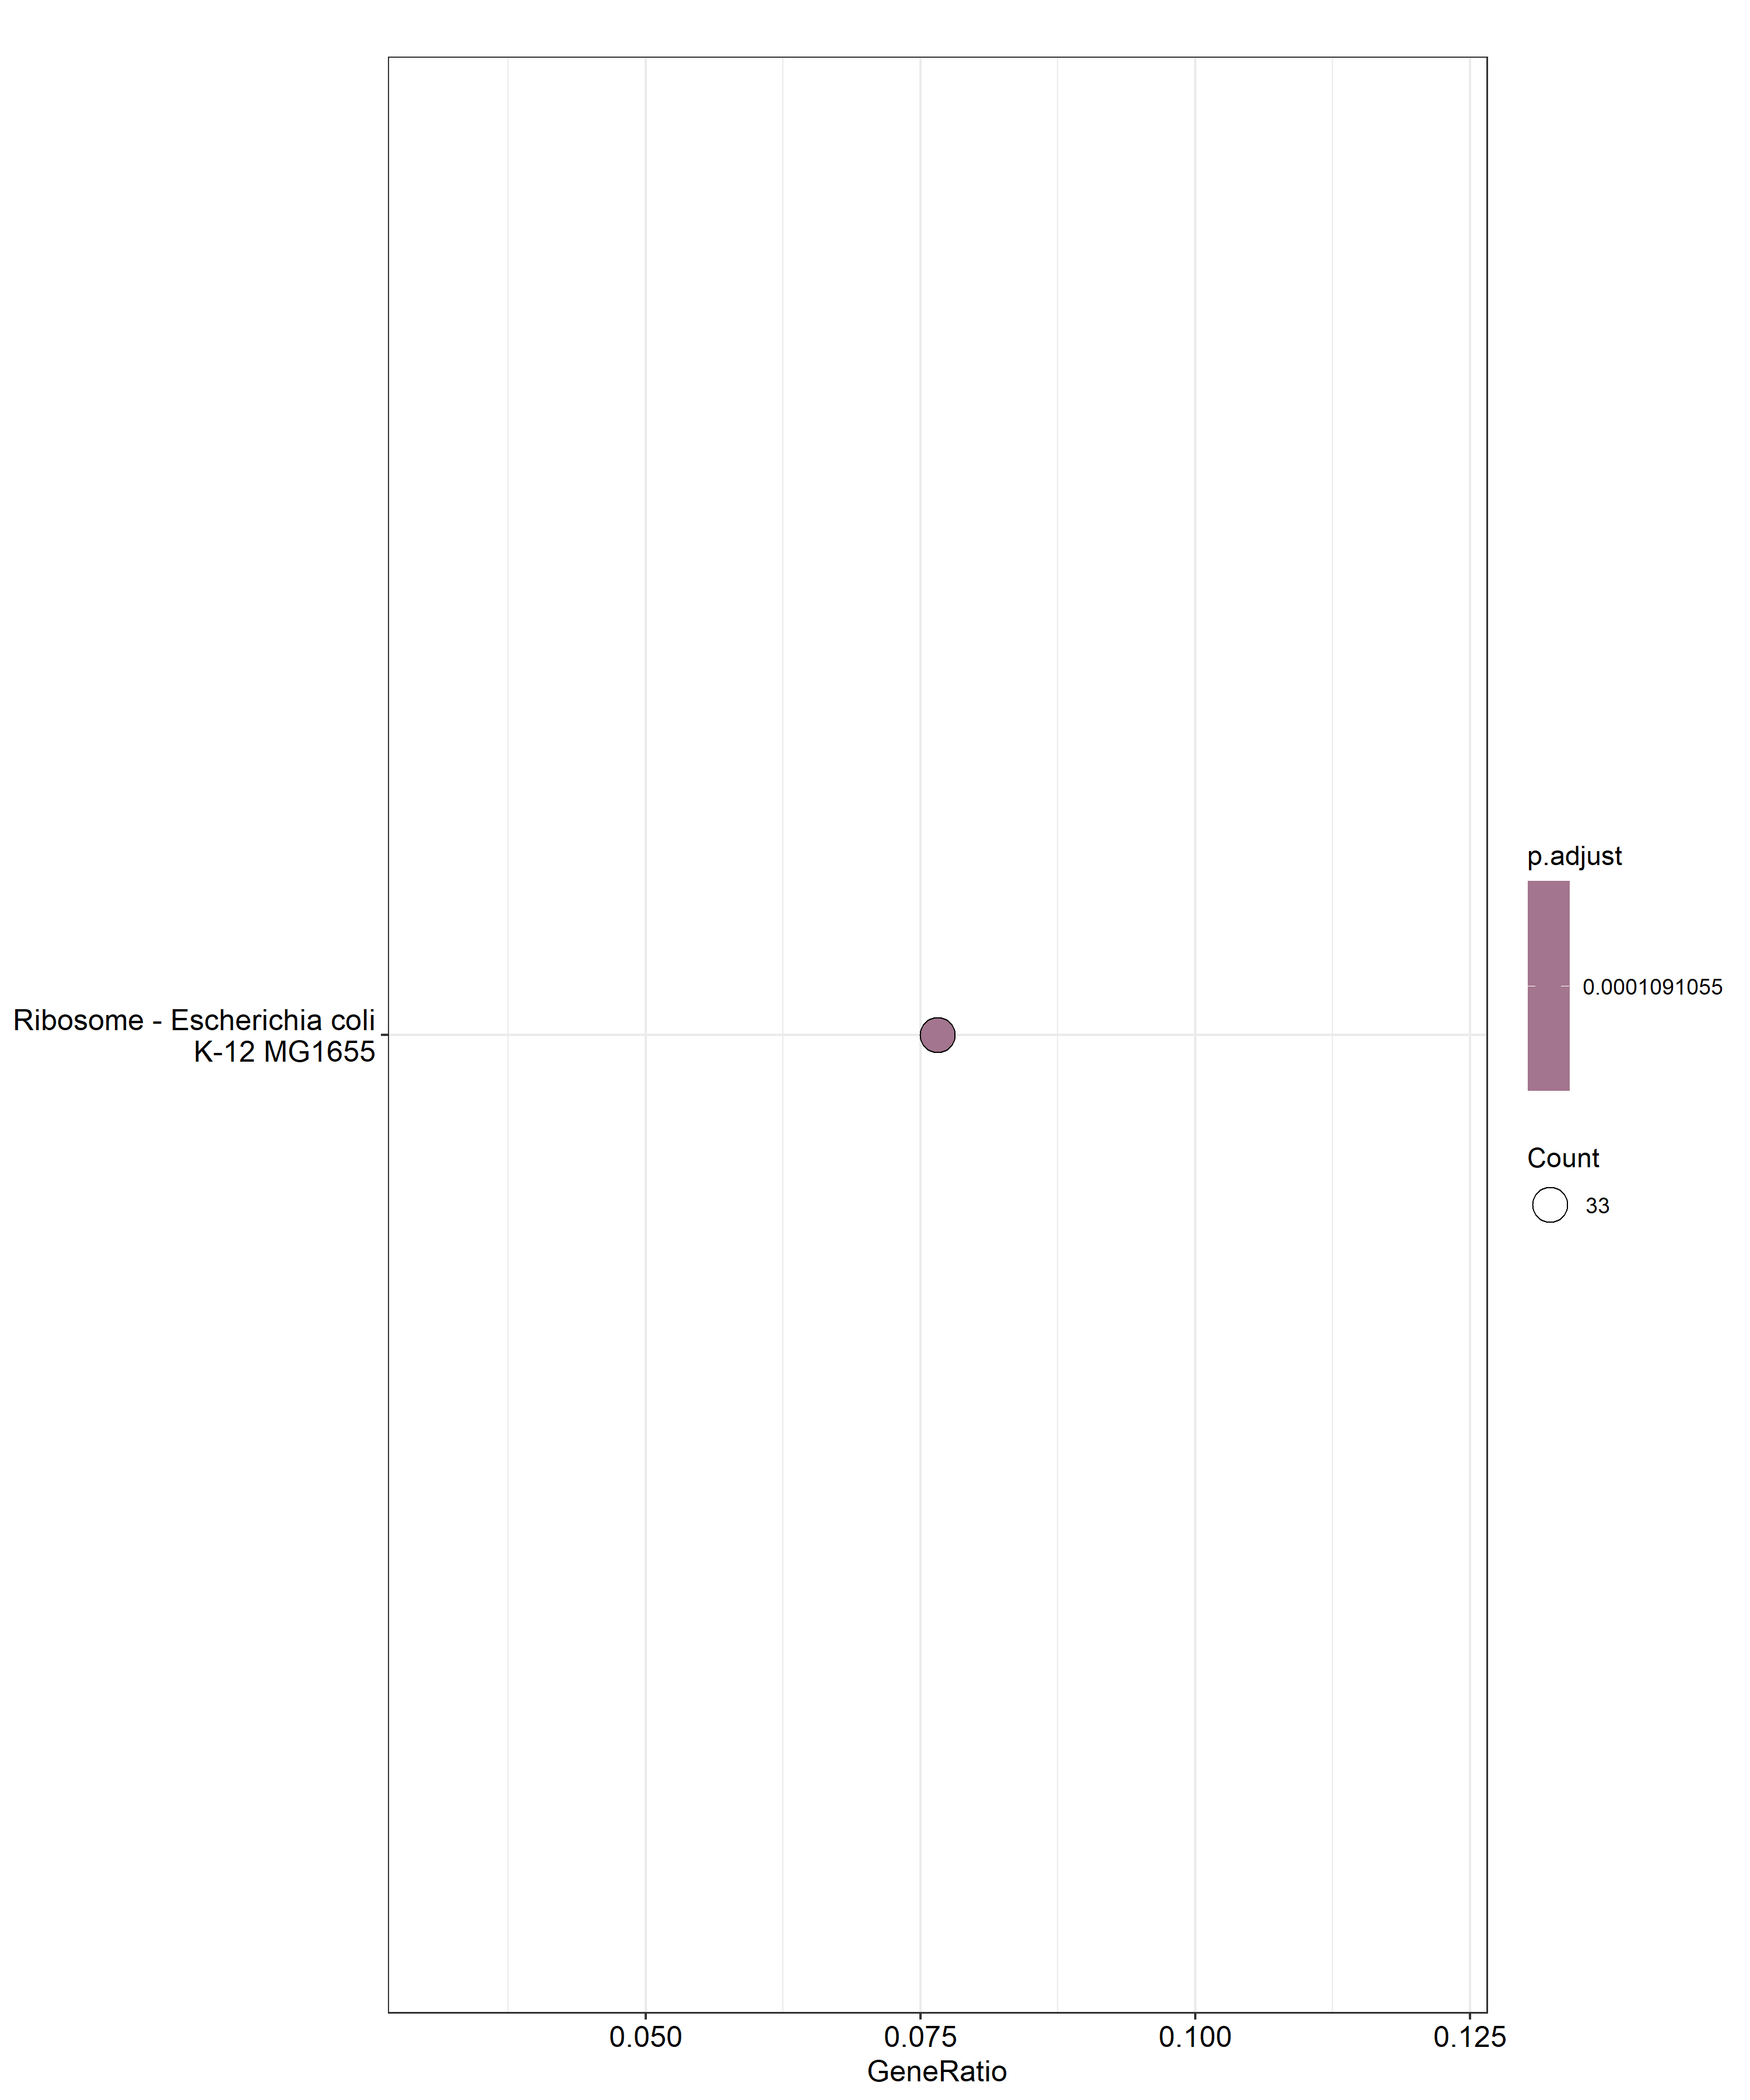 Ribosome - Escherichia coli
K-12 MG1655
0.050 0.075 0.100 0.125
GeneRatio
p.adjust
0.0001091055
Count
33